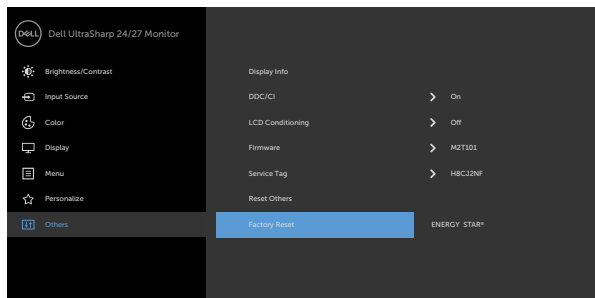 DELL Dell UltraSharp 24/27 Monitor
Brightness/Contrast Display Info
Input Source DDC/CI On
Color LCD Conditioning Off
Display Firmware M2T101
Menu Service Tag H8CJ2NF
Personalize Reset Others
Others Factory Reset ENERGY STAR®